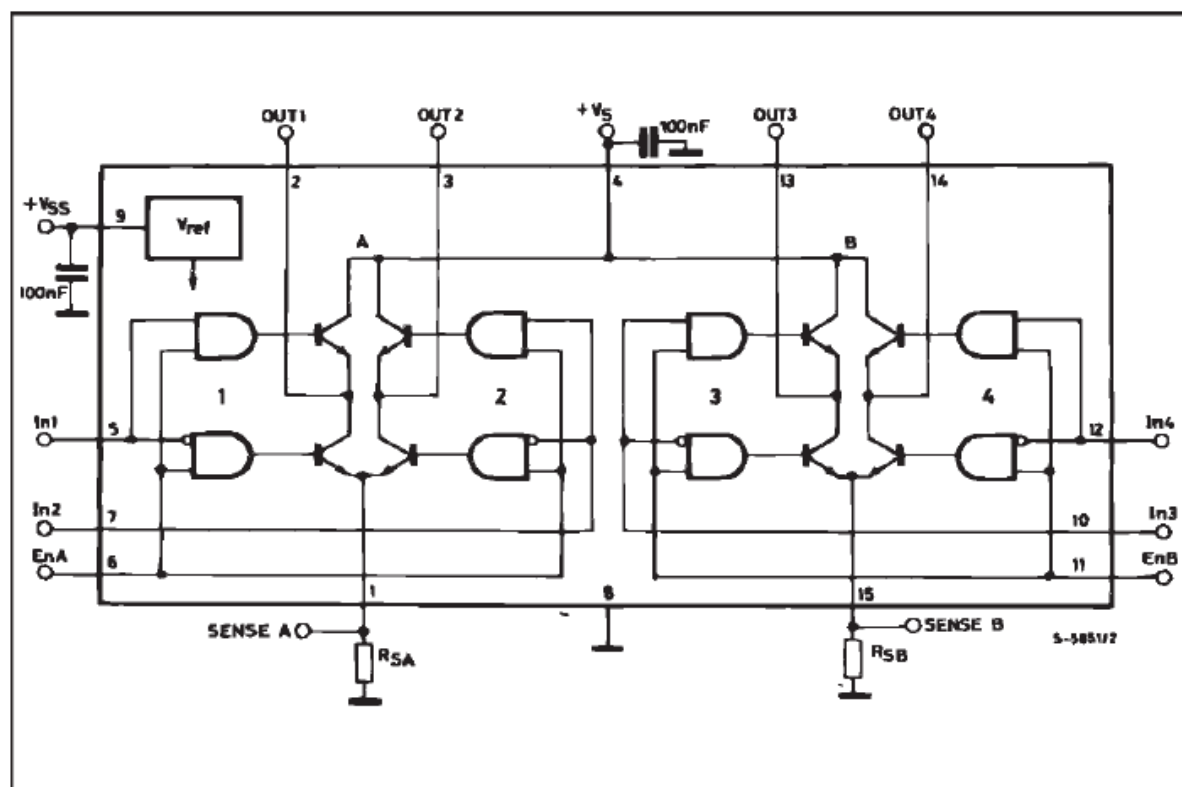 OUT1 OUT2 +VS 100nF OUT3 OUT4
2 3 4 13 14
+VSS 9 Vref
A B
100nF
1 2 3 4
In1 5 12 In4
In2 7 10 In3
EnA 6 11 EnB
1 8 15
SENSE A SENSE B
S-5851/2
RSA RSB